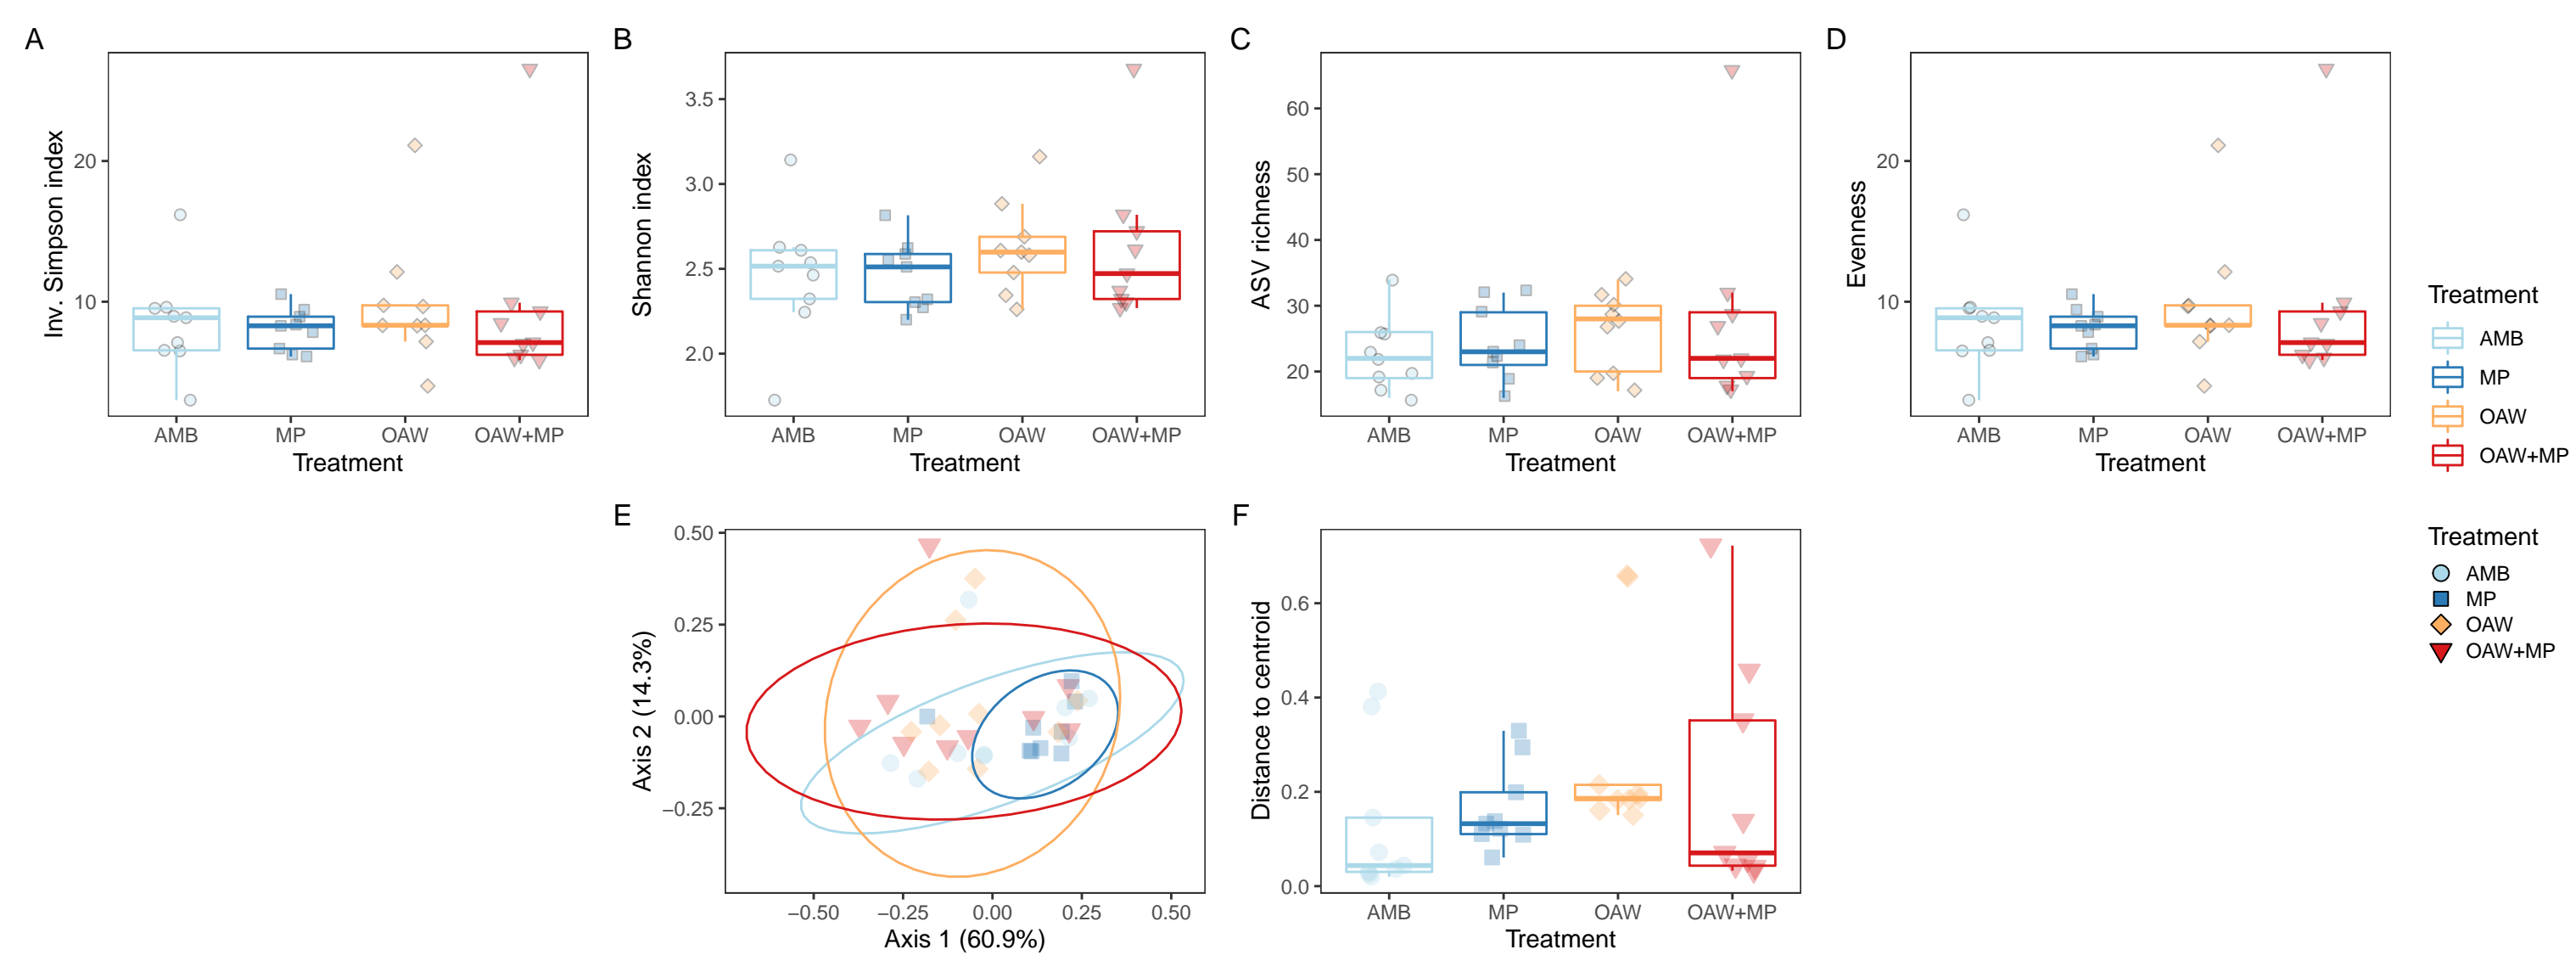 A
B
C
D
Inv. Simpson index
20
10
AMB
MP
OAW
OAW+MP
Treatment
Shannon index
3.5
3.0
2.5
2.0
AMB
MP
OAW
OAW+MP
Treatment
ASV richness
60
50
40
30
20
AMB
MP
OAW
OAW+MP
Treatment
Evenness
20
10
AMB
MP
OAW
OAW+MP
Treatment
Treatment
AMB
MP
OAW
OAW+MP
E
F
Axis 2 (14.3%)
0.50
0.25
0.00
−0.25
−0.50
−0.25
0.00
0.25
0.50
Axis 1 (60.9%)
Distance to centroid
0.6
0.4
0.2
0.0
AMB
MP
OAW
OAW+MP
Treatment
Treatment
AMB
MP
OAW
OAW+MP